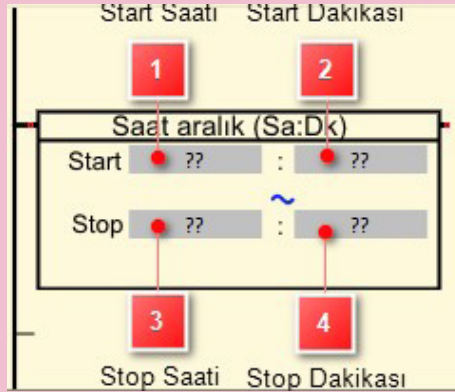 Start Saati Start Dakikası
1 2
Saat aralık (Sa:Dk)
Start ?? : ??
~
Stop ?? : ??
3 4
Stop Saati Stop Dakikası